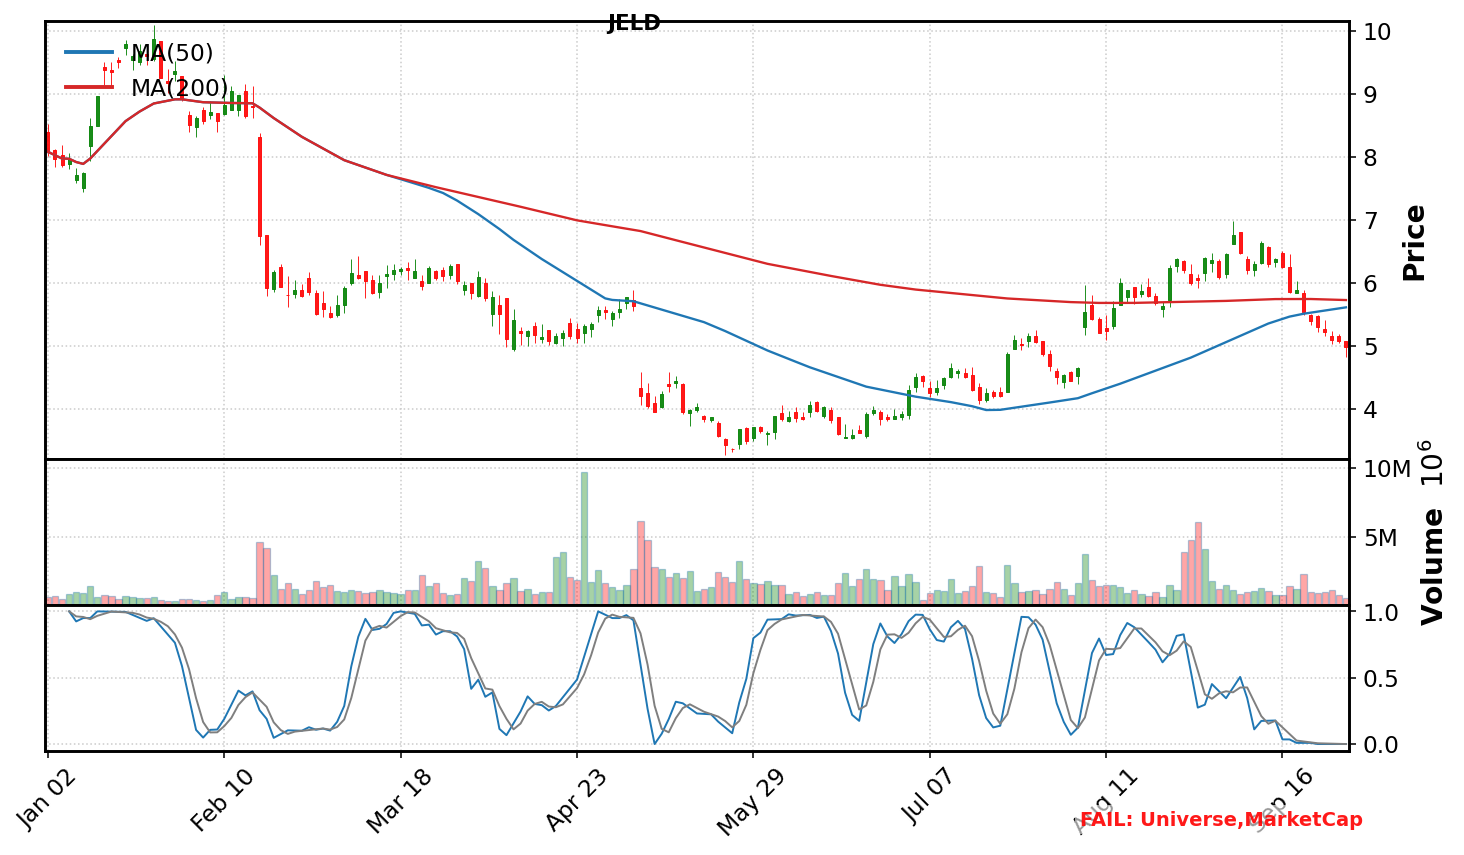 JELD
MA(50)
MA(200)
10
9
8
7
6
5
4
Price
10M
5M
Volume 10^6
1.0
0.5
0.0
Jan 02
Feb 10
Mar 18
Apr 23
May 29
Jul 07
Aug 11
Sep 16
FAIL: Universe,MarketCap